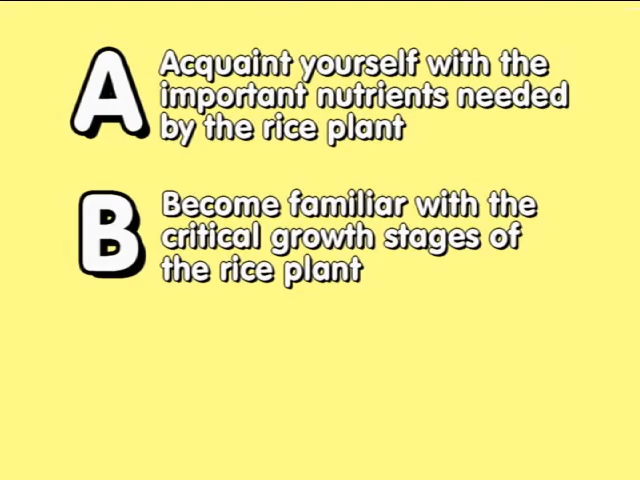 A
Acquaint yourself with the
important nutrients needed
by the rice plant
B
Become familiar with the
critical growth stages of
the rice plant